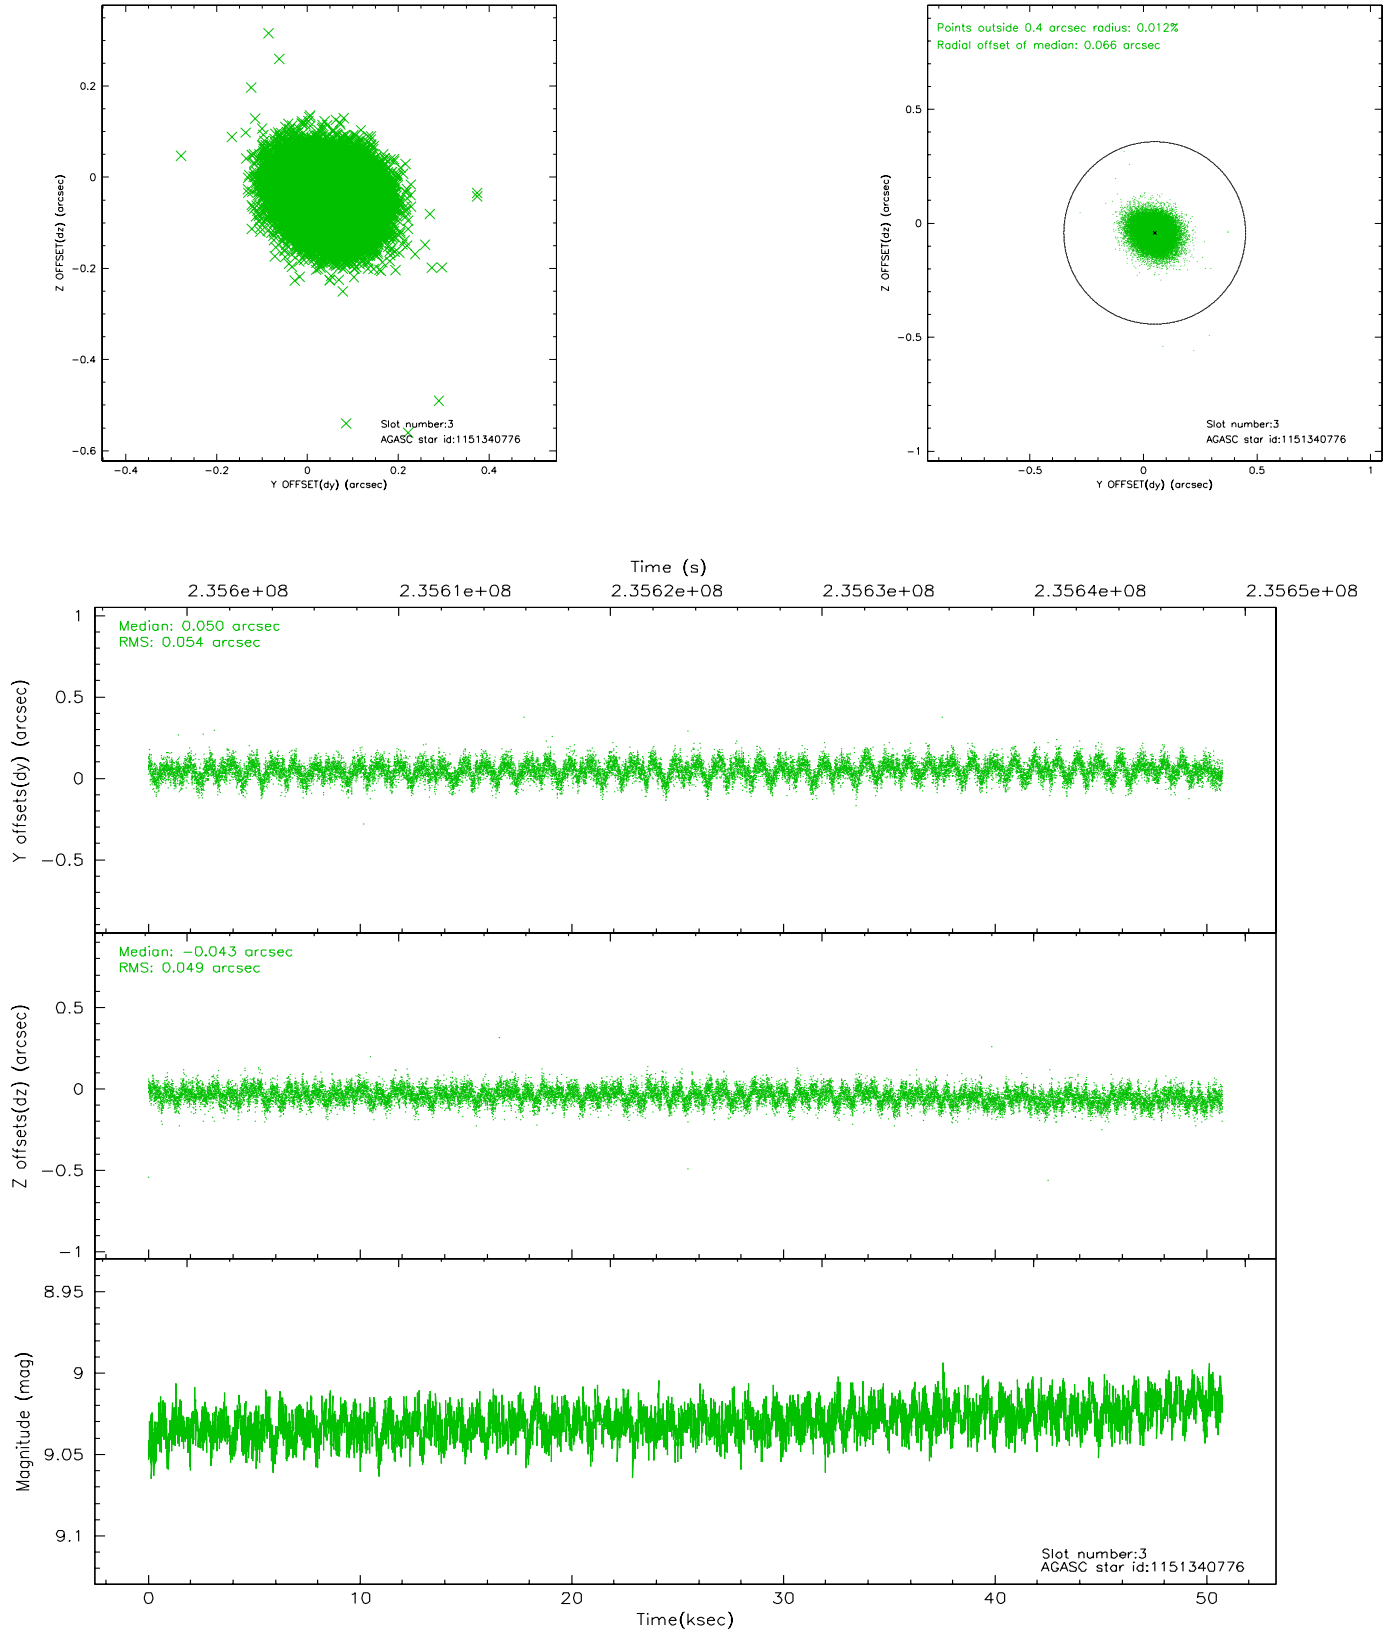 0.2
0
-0.2
-0.4
-0.6
Z OFFSET(dz) (arcsec)
Slot number:3
AGASC star id:1151340776
-0.4 -0.2 0 0.2 0.4
Y OFFSET(dy) (arcsec)
Points outside 0.4 arcsec radius: 0.012%
Radial offset of median: 0.066 arcsec
0.5
0
-0.5
-1
Z OFFSET(dz) (arcsec)
Slot number:3
AGASC star id:1151340776
-0.5 0 0.5 1
Y OFFSET(dy) (arcsec)
Time (s)
2.356e+08 2.3561e+08 2.3562e+08 2.3563e+08 2.3564e+08 2.3565e+08
Median: 0.050 arcsec
RMS: 0.054 arcsec
1
0.5
0
-0.5
Y offsets(dy) (arcsec)
Median: -0.043 arcsec
RMS: 0.049 arcsec
0.5
0
-0.5
-1
Z offsets(dz) (arcsec)
8.95
9
9.05
9.1
Magnitude (mag)
Slot number:3
AGASC star id:1151340776
0 10 20 30 40 50
Time(ksec)